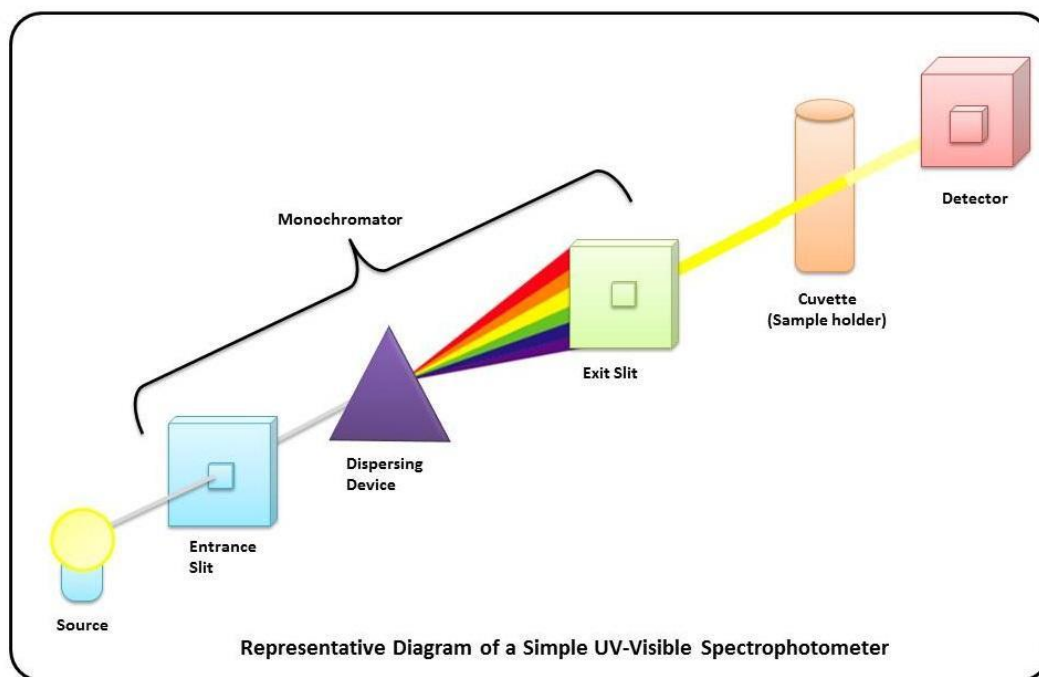 Monochromator
Detector
Cuvette
(Sample holder)
Exit Slit
Dispersing
Device
Entrance
Slit
Source
Representative Diagram of a Simple UV-Visible Spectrophotometer